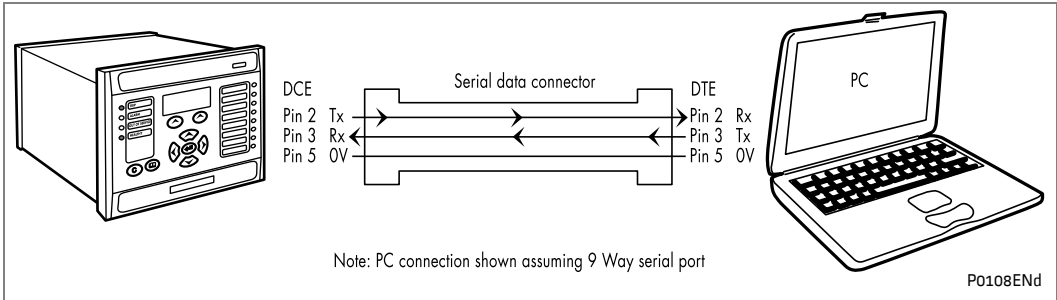 DCE Serial data connector DTE PC
Pin 2 Tx Pin 2 Rx
Pin 3 Rx Pin 3 Tx
Pin 5 0V Pin 5 0V
Note: PC connection shown assuming 9 Way serial port
P0108ENd